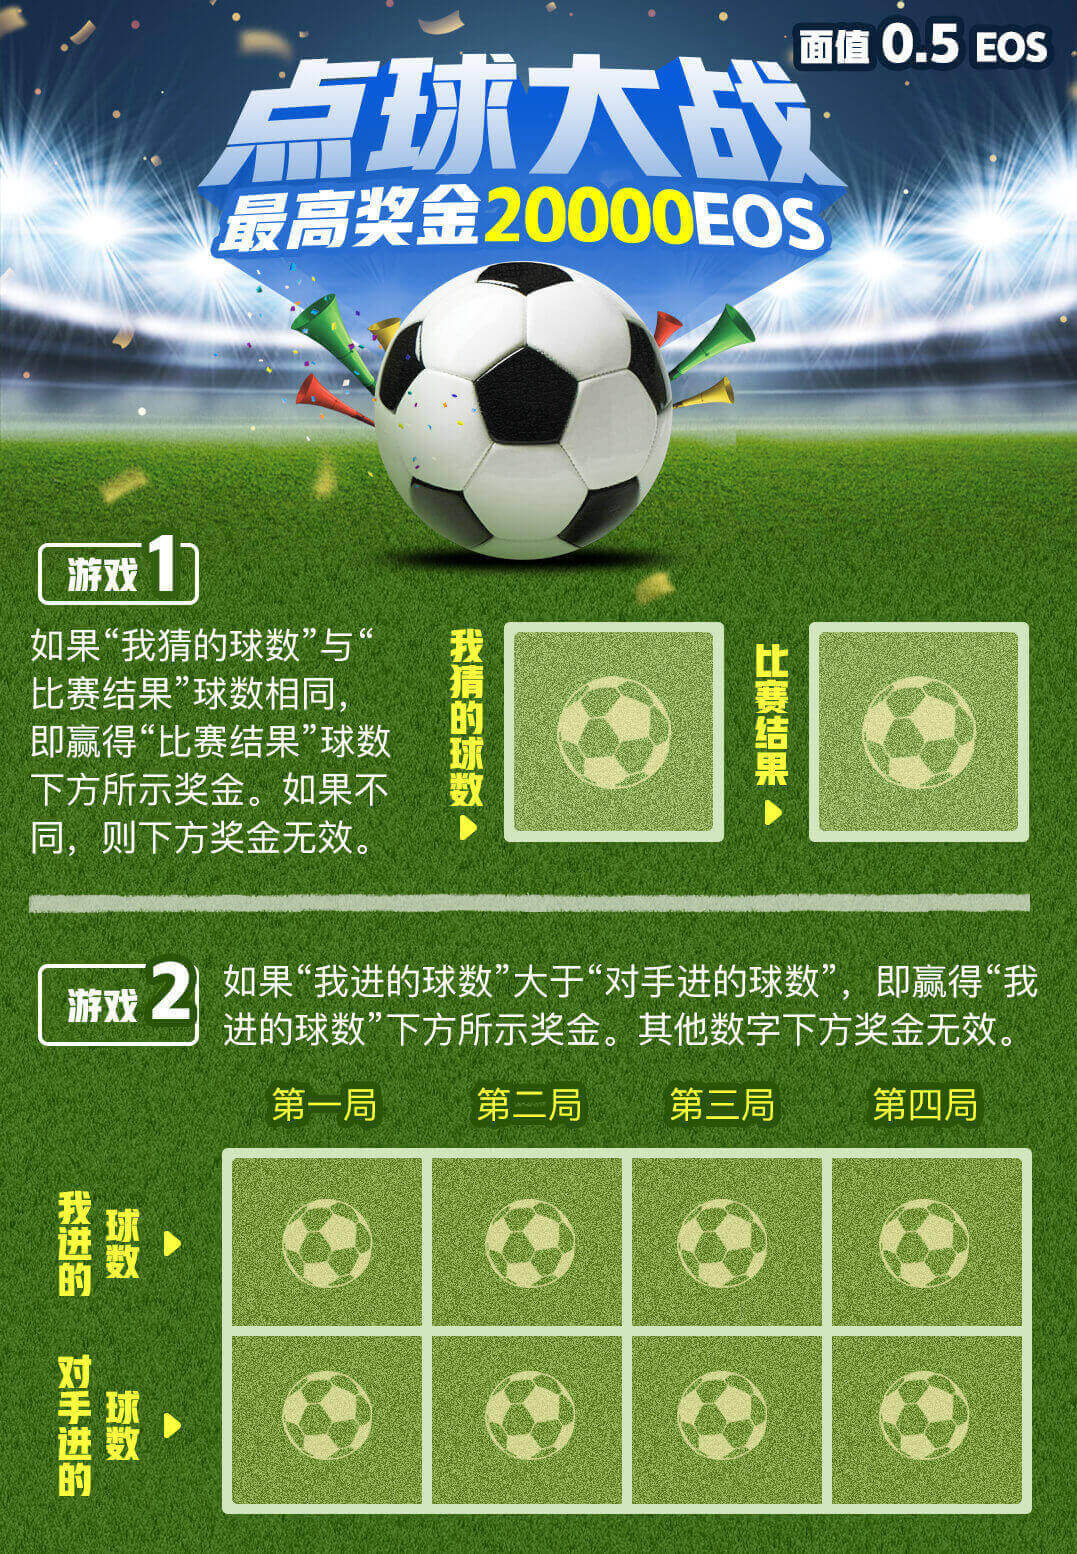 面值 0.5 EOS
点球大战
最高奖金20000EOS
游戏1
如果“我猜的球数”与“
比赛结果”球数相同，
即赢得“比赛结果”球数
下方所示奖金。如果不
同，则下方奖金无效。
我猜的球数
比赛结果
游戏2
如果“我进的球数”大于“对手进的球数”，即赢得“我
进的球数”下方所示奖金。其他数字下方奖金无效。
第一局 第二局 第三局 第四局
我进的
球数
对手进的
球数